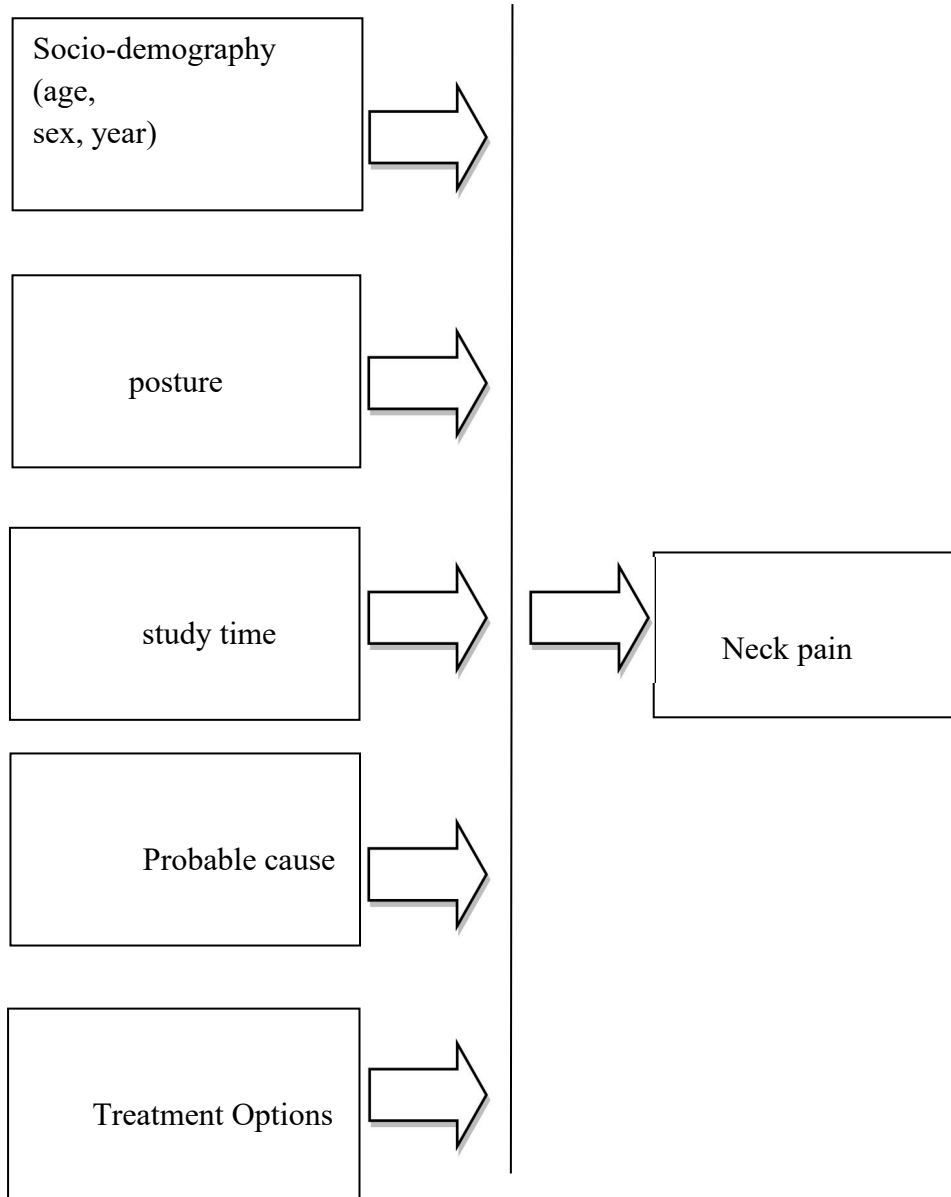 Socio-demography
(age,
sex, year)
posture
study time
Neck pain
Probable cause
Treatment Options